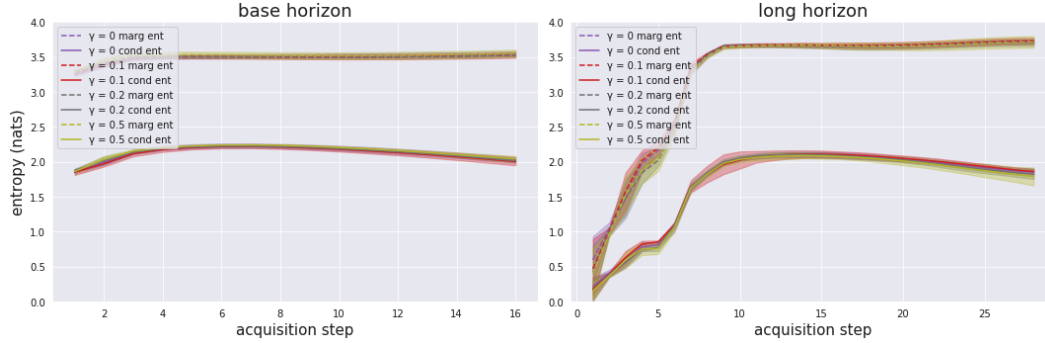 base horizon
entropy (nats)
4.0
3.5
3.0
2.5
2.0
1.5
1.0
0.5
0.0
γ = 0 marg ent
γ = 0 cond ent
γ = 0.1 marg ent
γ = 0.1 cond ent
γ = 0.2 marg ent
γ = 0.2 cond ent
γ = 0.5 marg ent
γ = 0.5 cond ent
2 4 6 8 10 12 14 16
acquisition step
long horizon
4.0
3.5
3.0
2.5
2.0
1.5
1.0
0.5
0.0
γ = 0 marg ent
γ = 0 cond ent
γ = 0.1 marg ent
γ = 0.1 cond ent
γ = 0.2 marg ent
γ = 0.2 cond ent
γ = 0.5 marg ent
γ = 0.5 cond ent
0 5 10 15 20 25
acquisition step